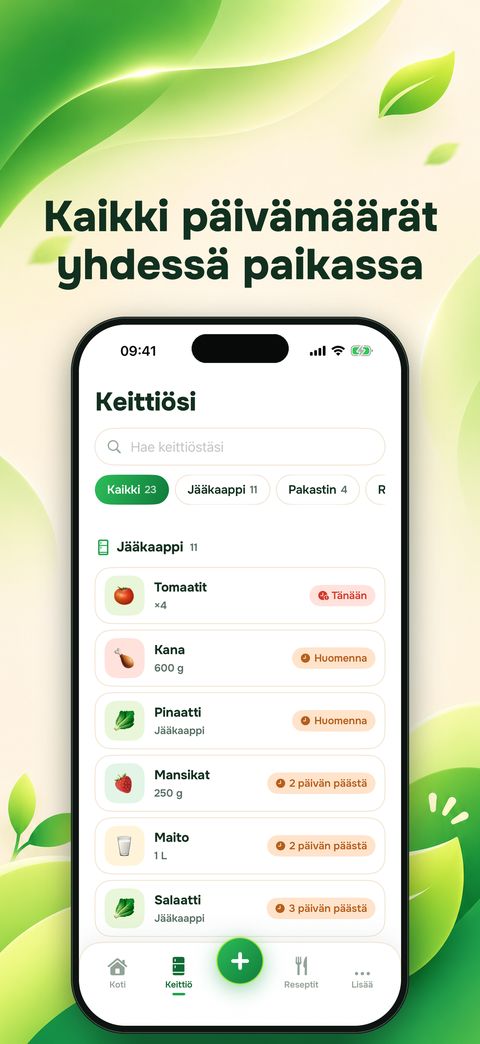 Kaikki päivämäärät
yhdessä paikassa
09:41
Keittiösi
Hae keittiöstäsi
Kaikki 23
Jääkaappi 11
Pakastin 4
R
Jääkaappi 11
Tomaatit
×4
Tänään
Kana
600 g
Huomenna
Pinaatti
Jääkaappi
Huomenna
Mansikat
250 g
2 päivän päästä
Maito
1 L
2 päivän päästä
Salaatti
Jääkaappi
3 päivän päästä
Koti
Keittiö
Reseptit
Lisää